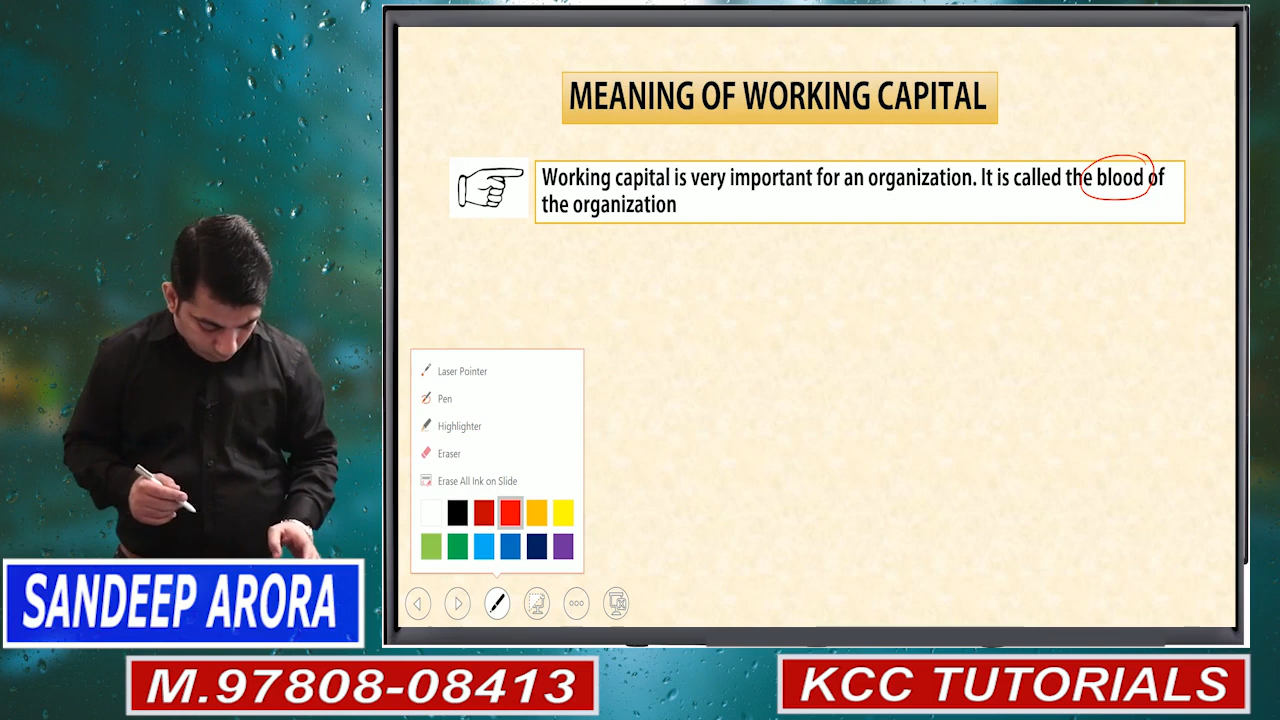 MEANING OF WORKING CAPITAL
Working capital is very important for an organization. It is called the blood of
the organization
Laser Pointer
Pen
Highlighter
Eraser
Erase All Ink on Slide
SANDEEP ARORA
M.97808-08413
KCC TUTORIALS